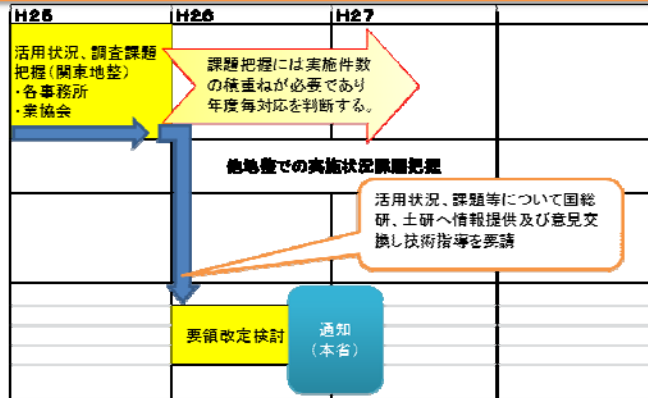 H25
H26
H27
活用状況、調査課題
把握(関東地整)
・各事務所
・業協会
課題把握には実施件数
の積重ねが必要であり
年度毎対応を判断する。
他地整での実施状況課題把握
活用状況、課題等について国総
研、土研へ情報提供及び意見交
換し技術指導を要請
要領改定検討
通知
(本省)